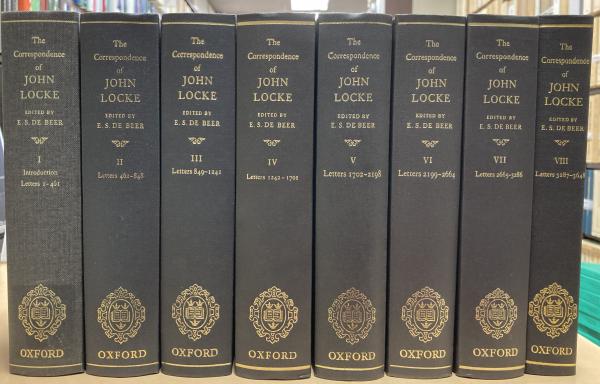 The
Correspondence
of
JOHN
LOCKE
EDITED BY
E. S. DE BEER
I
Introduction
Letters 1-461
OXFORD
The
Correspondence
of
JOHN
LOCKE
EDITED BY
E. S. DE BEER
II
Letters 462-848
OXFORD
The
Correspondence
of
JOHN
LOCKE
EDITED BY
E. S. DE BEER
III
Letters 849-1241
OXFORD
The
Correspondence
of
JOHN
LOCKE
EDITED BY
E. S. DE BEER
IV
Letters 1242-1701
OXFORD
The
Correspondence
of
JOHN
LOCKE
EDITED BY
E. S. DE BEER
V
Letters 1702-2198
OXFORD
The
Correspondence
of
JOHN
LOCKE
EDITED BY
E. S. DE BEER
VI
Letters 2199-2664
OXFORD
The
Correspondence
of
JOHN
LOCKE
EDITED BY
E. S. DE BEER
VII
Letters 2665-3286
OXFORD
The
Correspondence
of
JOHN
LOCKE
EDITED BY
E. S. DE BEER
VIII
Letters 3287-3648
OXFORD